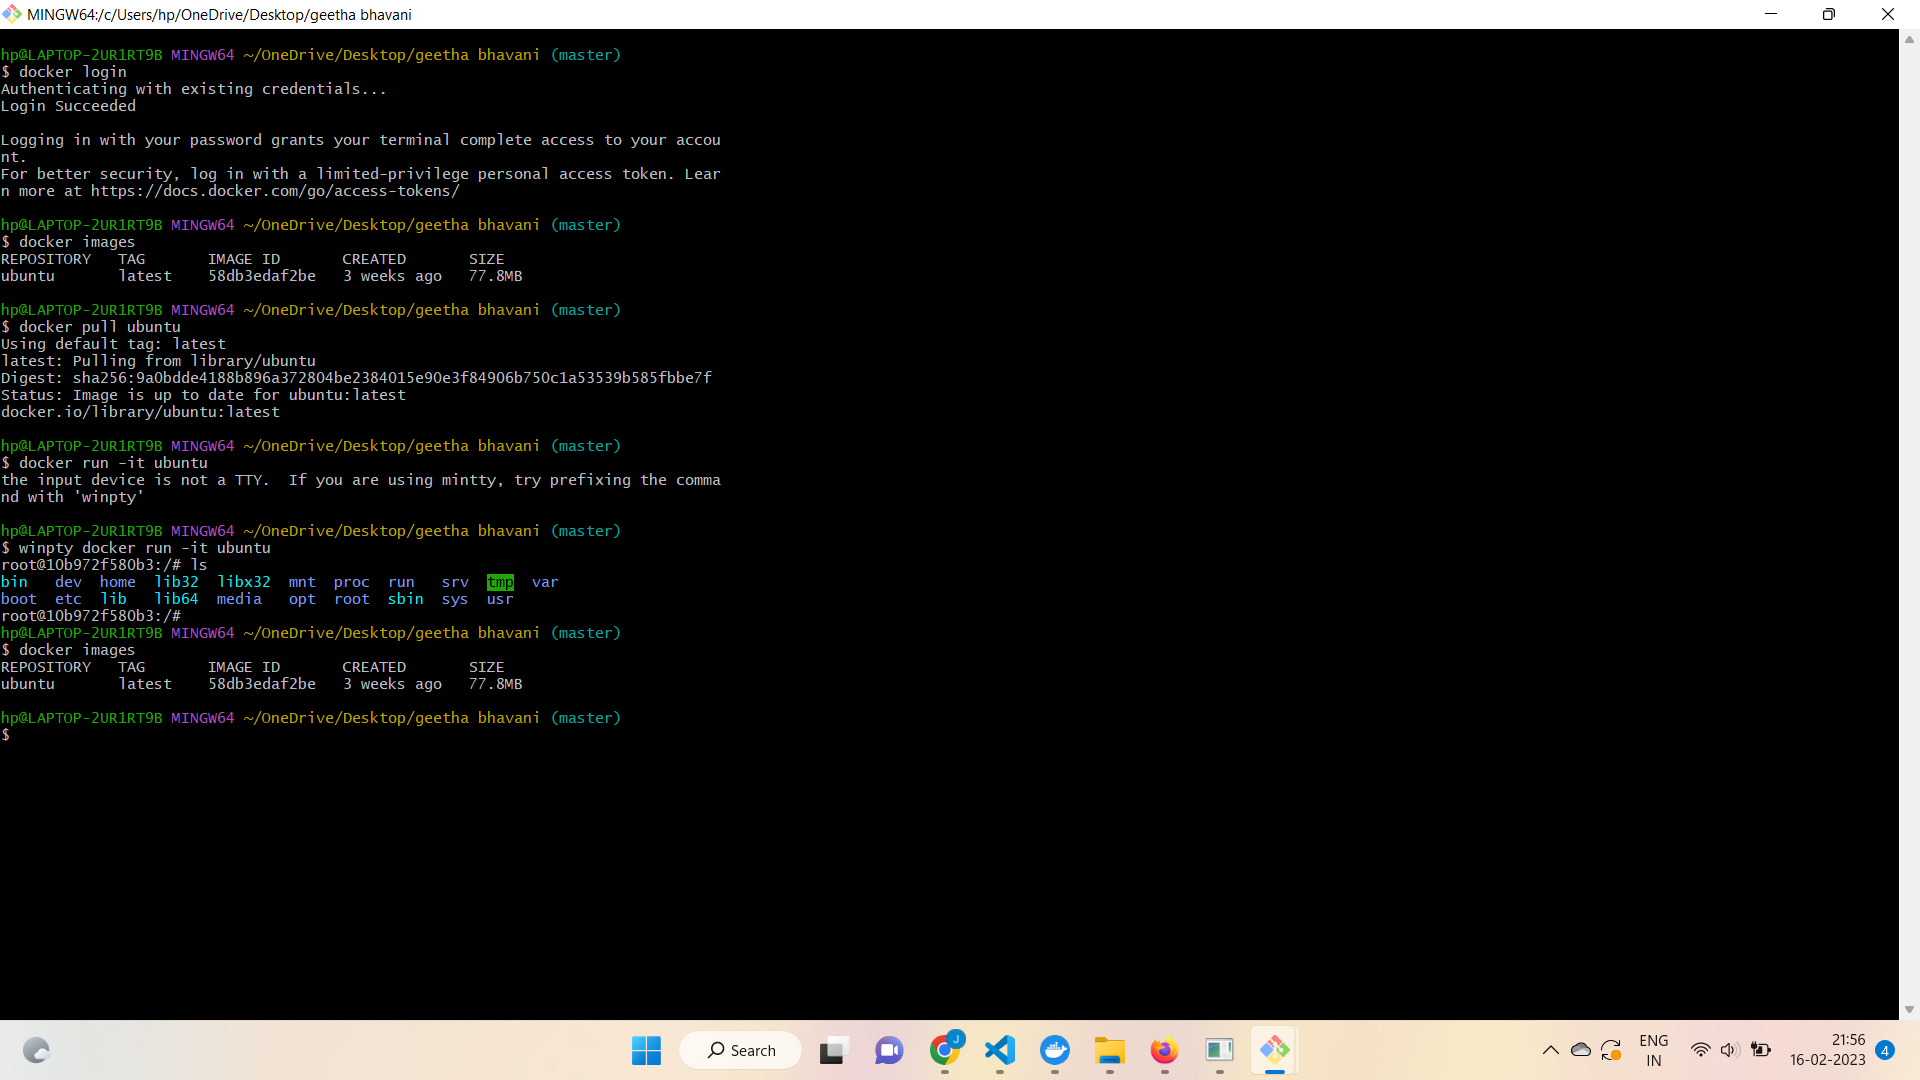 MINGW64:/c/Users/hp/OneDrive/Desktop/geetha bhavani
hp@LAPTOP-2UR1RT9B MINGW64 ~/OneDrive/Desktop/geetha bhavani (master)
$ docker login
Authenticating with existing credentials...
Login Succeeded
Logging in with your password grants your terminal complete access to your accou
nt.
For better security, log in with a limited-privilege personal access token. Lear
n more at https://docs.docker.com/go/access-tokens/
hp@LAPTOP-2UR1RT9B MINGW64 ~/OneDrive/Desktop/geetha bhavani (master)
$ docker images
REPOSITORY   TAG       IMAGE ID       CREATED       SIZE
ubuntu       latest    58db3edaf2be   3 weeks ago   77.8MB
hp@LAPTOP-2UR1RT9B MINGW64 ~/OneDrive/Desktop/geetha bhavani (master)
$ docker pull ubuntu
Using default tag: latest
latest: Pulling from library/ubuntu
Digest: sha256:9a0bdde4188b896a372804be2384015e90e3f84906b750c1a53539b585fbbe7f
Status: Image is up to date for ubuntu:latest
docker.io/library/ubuntu:latest
hp@LAPTOP-2UR1RT9B MINGW64 ~/OneDrive/Desktop/geetha bhavani (master)
$ docker run -it ubuntu
the input device is not a TTY.  If you are using mintty, try prefixing the comma
nd with 'winpty'
hp@LAPTOP-2UR1RT9B MINGW64 ~/OneDrive/Desktop/geetha bhavani (master)
$ winpty docker run -it ubuntu
root@10b972f580b3:/# ls
bin   dev  home  lib32  libx32  mnt  proc  run   srv  tmp  var
boot  etc  lib   lib64  media   opt  root  sbin  sys  usr
root@10b972f580b3:/#
hp@LAPTOP-2UR1RT9B MINGW64 ~/OneDrive/Desktop/geetha bhavani (master)
$ docker images
REPOSITORY   TAG       IMAGE ID       CREATED       SIZE
ubuntu       latest    58db3edaf2be   3 weeks ago   77.8MB
hp@LAPTOP-2UR1RT9B MINGW64 ~/OneDrive/Desktop/geetha bhavani (master)
$
Search
J
ENG
IN
21:56
16-02-2023
4